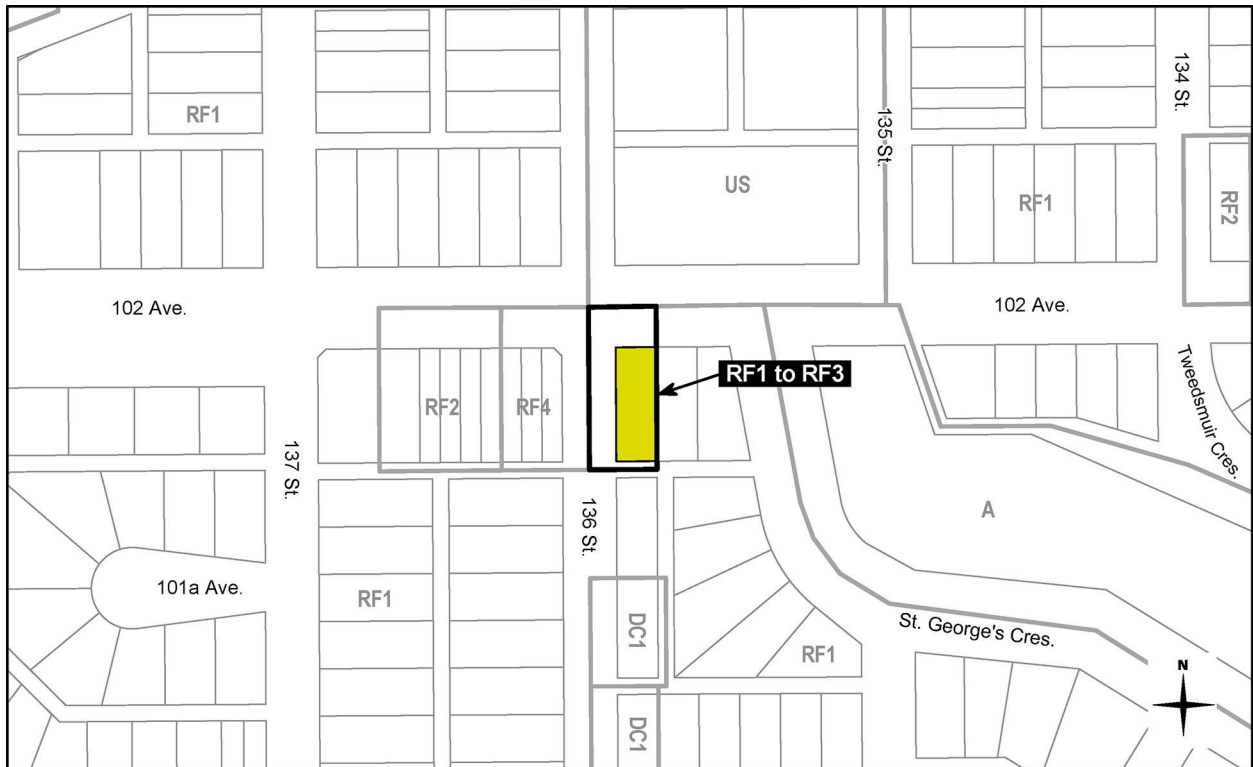 134 St.
RF1
135 St.
US
RF1
RF2
102 Ave.
102 Ave.
RF1 to RF3
Tweedsmuir Cres.
RF2
RF4
137 St.
136 St.
A
101a Ave.
RF1
DC1
St. George's Cres.
RF1
N
DC1